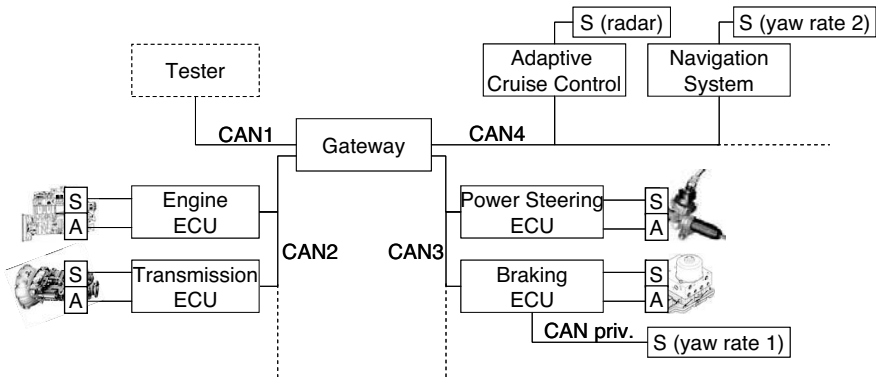 S (radar)
S (yaw rate 2)
Tester
Adaptive
Cruise Control
Navigation
System
CAN1
Gateway
CAN4
S
A
Engine
ECU
Power Steering
ECU
S
A
CAN2
CAN3
S
A
Transmission
ECU
Braking
ECU
S
A
CAN priv.
S (yaw rate 1)